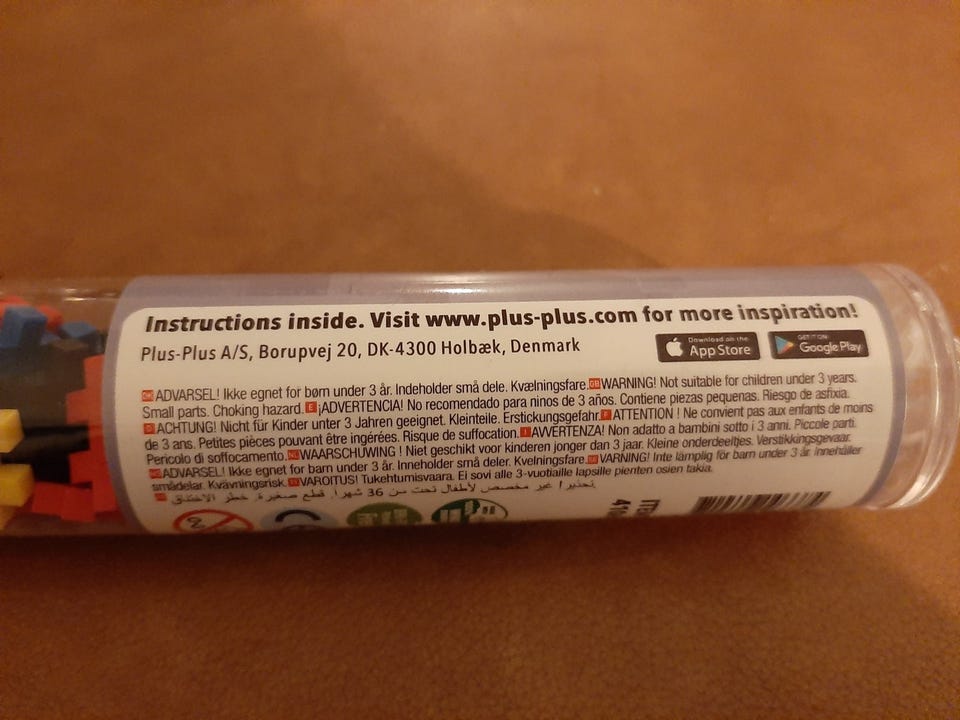 Instructions inside. Visit www.plus-plus.com for more inspiration!
Plus-Plus A/S, Borupvej 20, DK-4300 Holbæk, Denmark
Download on the App Store
GET IT ON Google Play
DK ADVARSEL! Ikke egnet for børn under 3 år. Indeholder små dele. Kvælningsfare. GB WARNING! Not suitable for children under 3 years.
Small parts. Choking hazard. E ¡ADVERTENCIA! No recomendado para ninos de 3 años. Contiene piezas pequenas. Riesgo de asfixia.
D ACHTUNG! Nicht für Kinder unter 3 Jahren geeignet. Kleinteile. Erstickungsgefahr. F ATTENTION ! Ne convient pas aux enfants de moins
de 3 ans. Petites pièces pouvant être ingérées. Risque de suffocation. I AVVERTENZA! Non adatto a bambini sotto i 3 anni. Piccole parti.
Pericolo di soffocamento. NL WAARSCHUWING ! Niet geschikt voor kinderen jonger dan 3 jaar. Kleine onderdeeltjes. Verstikkingsgevaar.
NO ADVARSEL! Ikke egnet for barn under 3 år. Inneholder små deler. Kvelningsfare. VARNING! Inte lämplig för barn under 3 år. innehåller
smådelar. Kvävningsrisk. VAROITUS! Tukehtumisvaara. Ei sovi alle 3-vuotiaille lapsille pienten osien takia.
تحذير! غير مخصص لأطفال تحت سن 36 شهرا. قطع صغيرة. خطر الاختناق